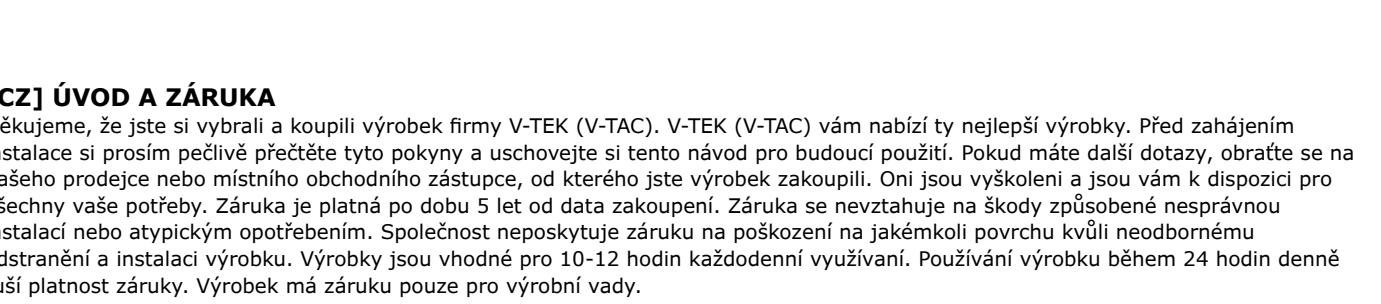 CZ] ÚVOD A ZÁRUKA
ěkujeme, že jste si vybrali a koupili výrobek firmy V-TEK (V-TAC). V-TEK (V-TAC) vám nabízí ty nejlepší výrobky. Před zahájením
nstalace si prosím pečlivě přečtěte tyto pokyny a uschovejte si tento návod pro budoucí použití. Pokud máte další dotazy, obraťte se na
ašeho prodejce nebo místního obchodního zástupce, od kterého jste výrobek zakoupili. Oni jsou vyškoleni a jsou vám k dispozici pro
šechny vaše potřeby. Záruka je platná po dobu 5 let od data zakoupení. Záruka se nevztahuje na škody způsobené nesprávnou
nstalací nebo atypickým opotřebením. Společnost neposkytuje záruku na poškození na jakémkoli povrchu kvůli neodbornému
dstranění a instalaci výrobku. Výrobky jsou vhodné pro 10-12 hodin každodenní využívaní. Používání výrobku během 24 hodin denně
uší platnost záruky. Výrobek má záruku pouze pro výrobní vady.